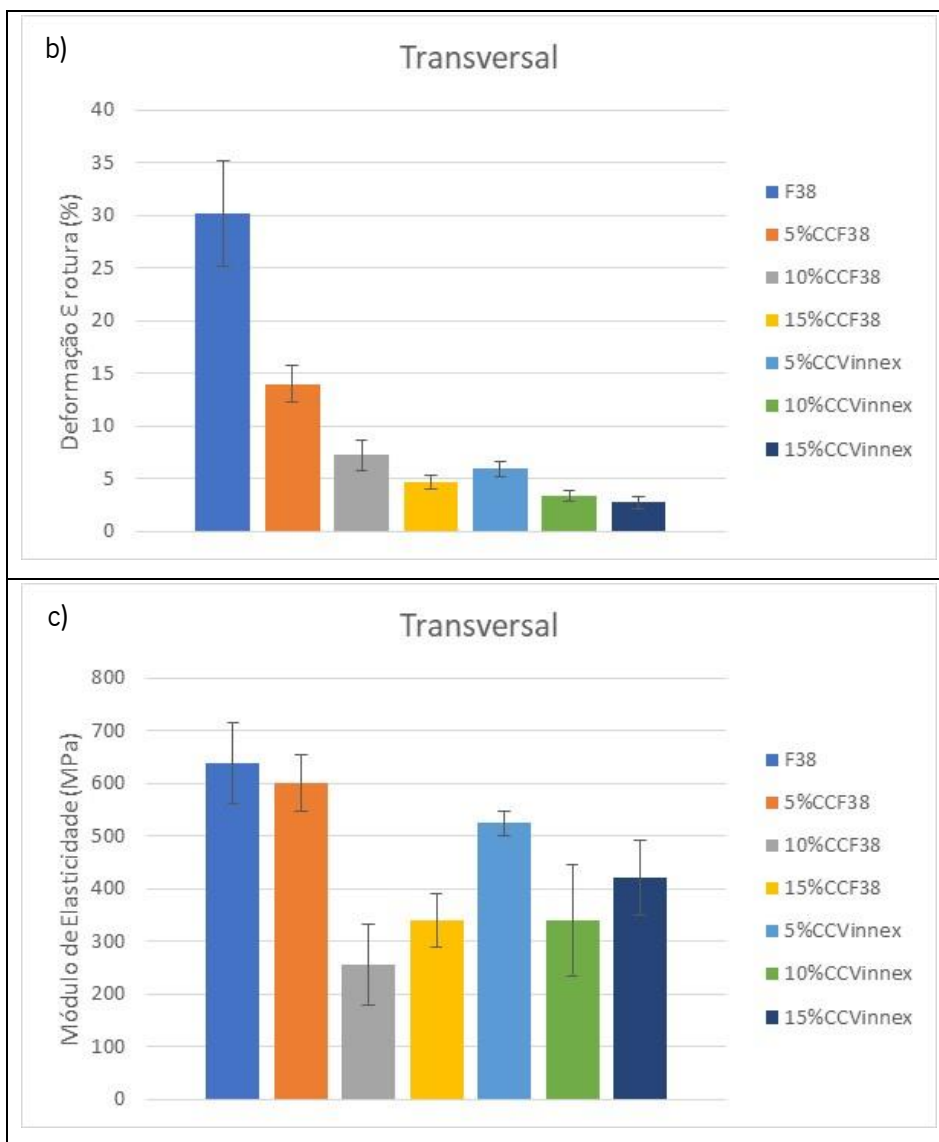 b)
Transversal
Deformação Ɛ rotura (%)
40
35
30
25
20
15
10
5
0
F38
5%CCF38
10%CCF38
15%CCF38
5%CCVinnex
10%CCVinnex
15%CCVinnex
c)
Transversal
Módulo de Elasticidade (MPa)
800
700
600
500
400
300
200
100
0
F38
5%CCF38
10%CCF38
15%CCF38
5%CCVinnex
10%CCVinnex
15%CCVinnex